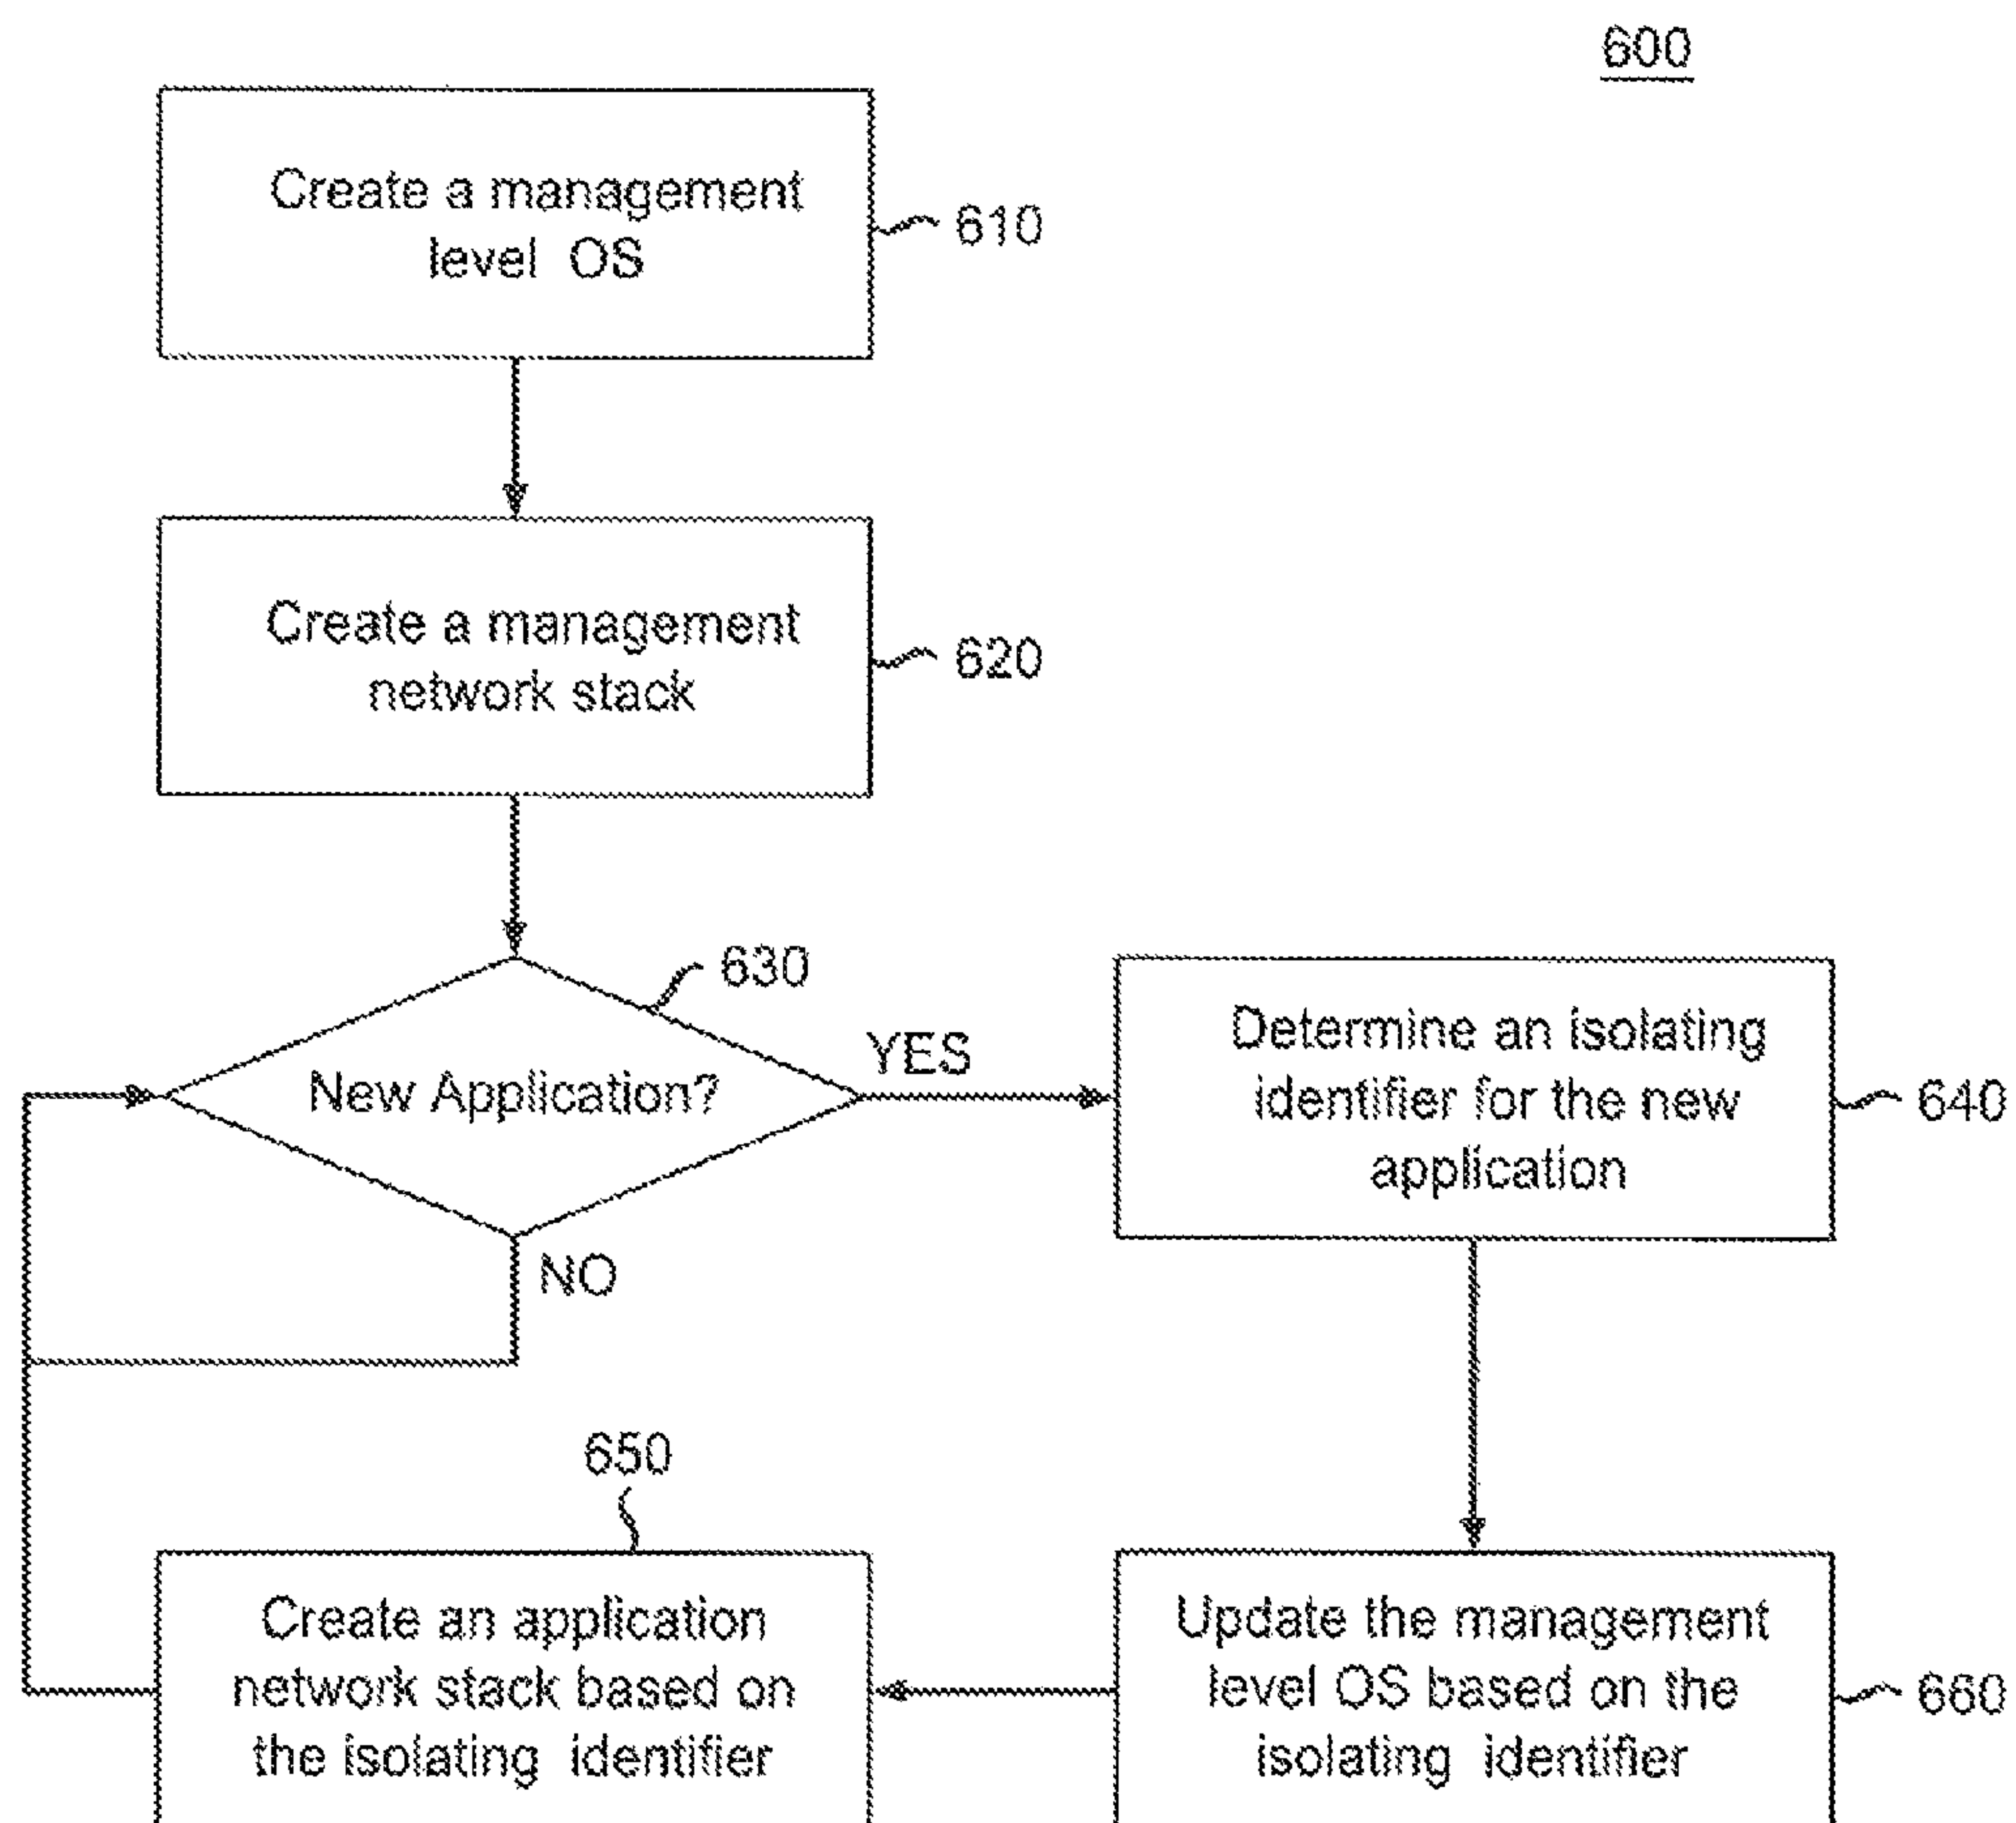 600
Create a management
level OS
610
Create a management
network stack
620
630
New Application?
YES
NO
Determine an isolating
identifier for the new
application
640
650
Create an application
network stack based on
the isolating identifier
Update the management
level OS based on the
isolating identifier
660